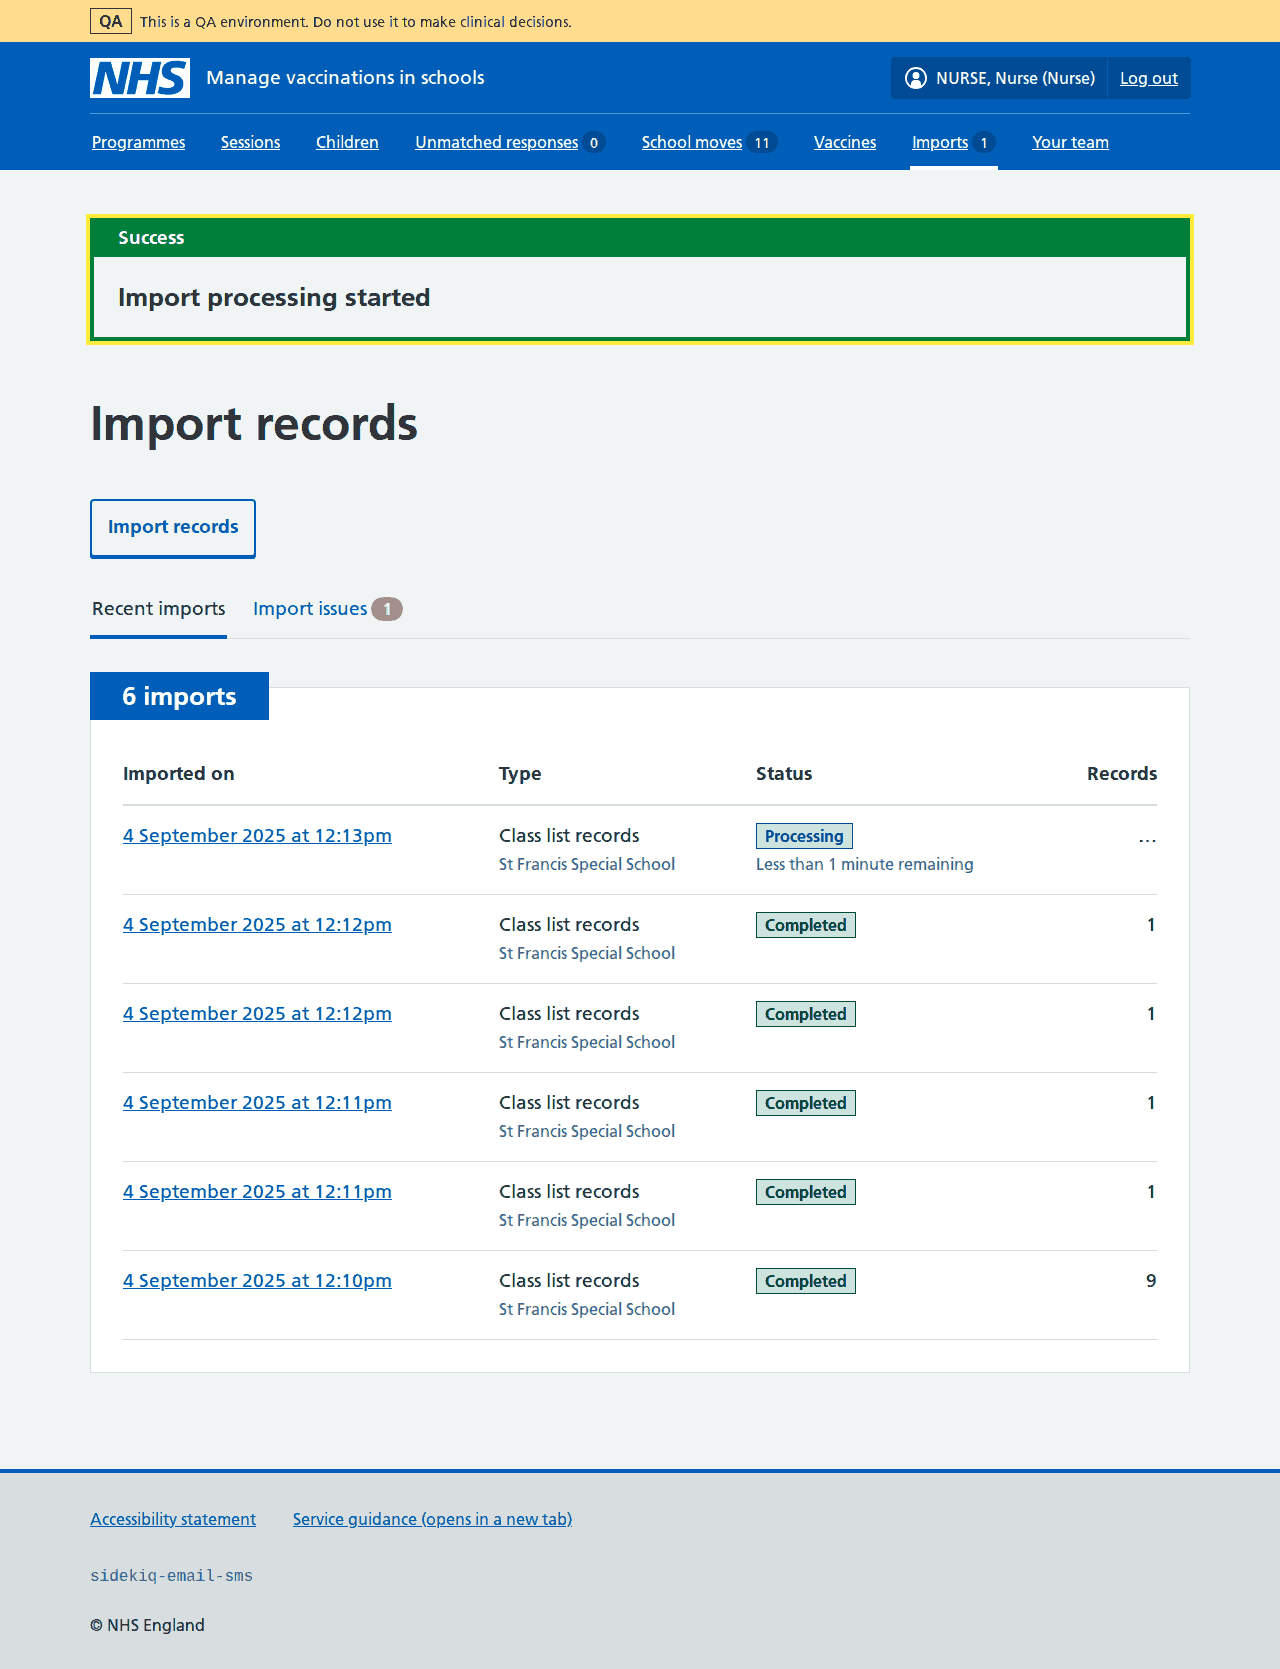 QA This is a QA environment. Do not use it to make clinical decisions.
NHS Manage vaccinations in schools NURSE, Nurse (Nurse) Log out
Programmes Sessions Children Unmatched responses 0 School moves 11 Vaccines Imports 1 Your team
Success
Import processing started
Import records
Import records
Recent imports Import issues 1
6 imports
Imported on Type Status Records
4 September 2025 at 12:13pm Class list records Processing ...
St Francis Special School Less than 1 minute remaining
4 September 2025 at 12:12pm Class list records Completed 1
St Francis Special School
4 September 2025 at 12:12pm Class list records Completed 1
St Francis Special School
4 September 2025 at 12:11pm Class list records Completed 1
St Francis Special School
4 September 2025 at 12:11pm Class list records Completed 1
St Francis Special School
4 September 2025 at 12:10pm Class list records Completed 9
St Francis Special School
Accessibility statement Service guidance (opens in a new tab)
sidekiq-email-sms
© NHS England